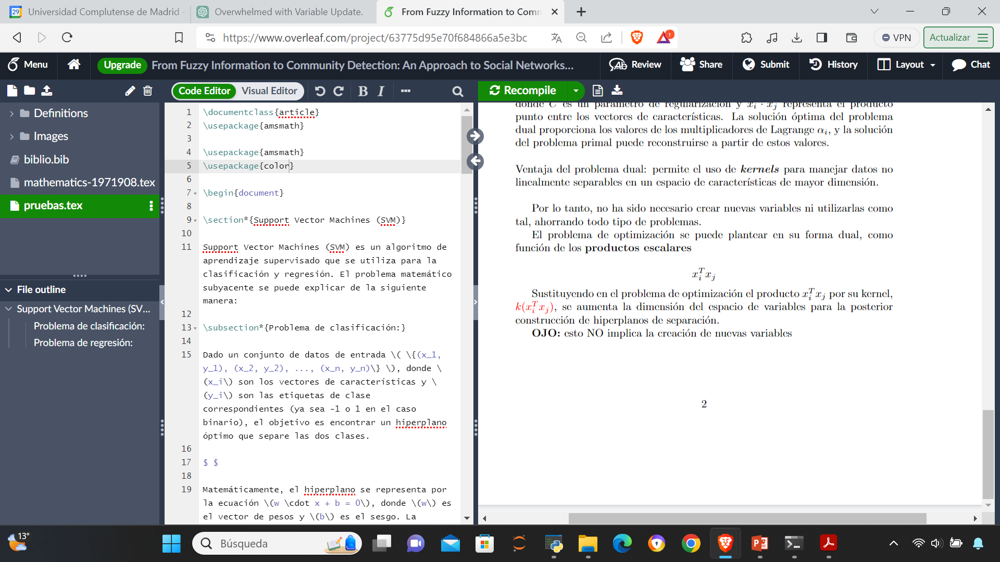 Universidad Complutense de Madrid -
Overwhelmed with Variable Update.
From Fuzzy Information to Comm
https://www.overleaf.com/project/63775d95e70f684866a5e3bc
1
VPN
Actualizar
Menu
Upgrade
From Fuzzy Information to Community Detection: An Approach to Social Networks...
Review
Share
Submit
History
Layout
Chat
Code Editor
Visual Editor
B I
Recompile
Definitions
Images
biblio.bib
mathematics-1971908.tex
pruebas.tex
File outline
Support Vector Machines (SV...
Problema de clasificación:
Problema de regresión:
1 \documentclass{article}
2 \usepackage{amsmath}
3
4 \usepackage{amsmath}
5 \usepackage{color}
6
7 \begin{document}
8
9 \section*{Support Vector Machines (SVM)}
10
11 Support Vector Machines (SVM) es un algoritmo de
aprendizaje supervisado que se utiliza para la
clasificación y regresión. El problema matemático
subyacente se puede explicar de la siguiente
manera:
12
13 \subsection*{Problema de clasificación:}
14
15 Dado un conjunto de datos de entrada \( \{(x_1,
y_1), (x_2, y_2), ..., (x_n, y_n)\} \), donde \
(x_i\) son los vectores de características y \
(y_i\) son las etiquetas de clase
correspondientes (ya sea -1 o 1 en el caso
binario), el objetivo es encontrar un hiperplano
óptimo que separe las dos clases.
16
17 $ $
18
19 Matemáticamente, el hiperplano se representa por
la ecuación \(w \cdot x + b = 0\), donde \(w\) es
el vector de pesos y \(b\) es el sesgo. La
donde C es un parámetro de regularización y x_i · x_j representa el producto
punto entre los vectores de características. La solución óptima del problema
dual proporciona los valores de los multiplicadores de Lagrange α_i, y la solución
del problema primal puede reconstruirse a partir de estos valores.
Ventaja del problema dual: permite el uso de kernels para manejar datos no
linealmente separables en un espacio de características de mayor dimensión.
Por lo tanto, no ha sido necesario crear nuevas variables ni utilizarlas como
tal, ahorrando todo tipo de problemas.
El problema de optimización se puede plantear en su forma dual, como
función de los productos escalares
x_i^T x_j
Sustituyendo en el problema de optimización el producto x_i^T x_j por su kernel,
k(x_i^T x_j), se aumenta la dimensión del espacio de variables para la posterior
construcción de hiperplanos de separación.
OJO: esto NO implica la creación de nuevas variables
2
13°
Búsqueda